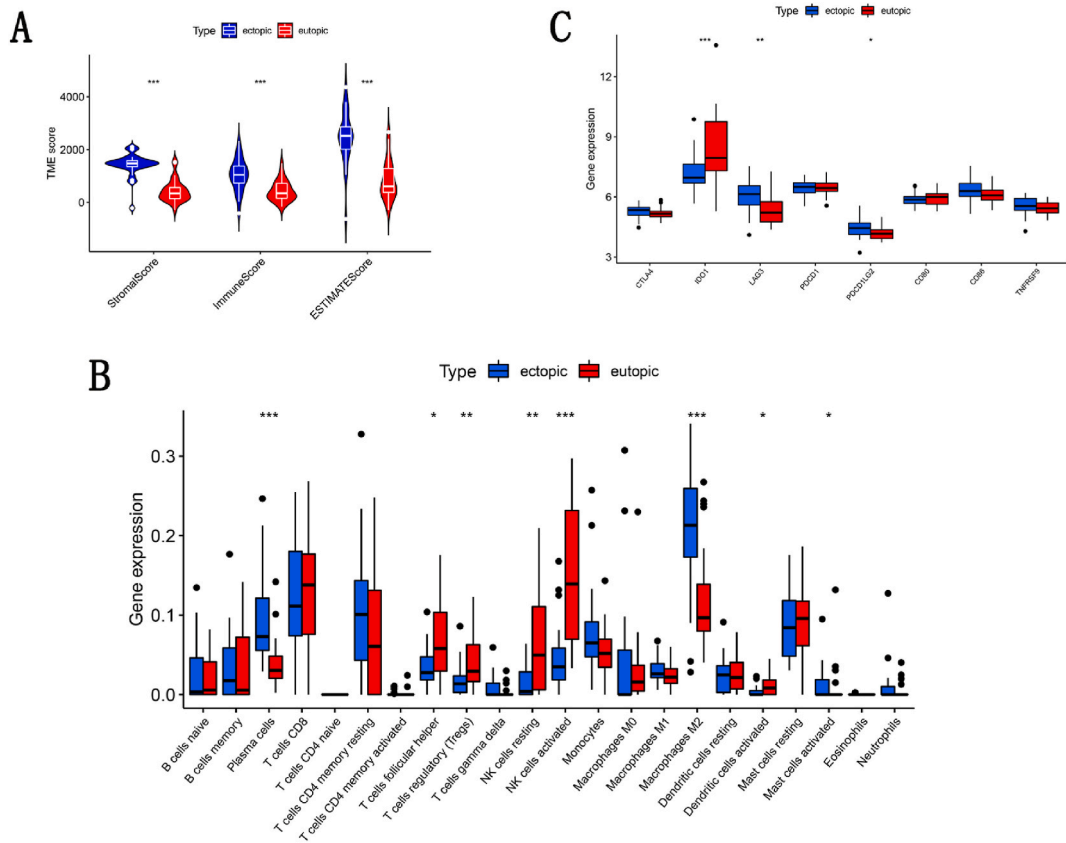 A
Type ectopic eutopic
*** *** ***
TME score
4000
2000
0
StromalScore
ImmuneScore
ESTIMATEScore
C
Type ectopic eutopic
*** ** *
Gene expression
12
9
6
3
CTLA4
IDO1
LAG3
PDCD1
PDCD1LG2
CD80
CD86
TNFRSF9
B
Type ectopic eutopic
*** * ** ** *** *** * *
Gene expression
0.3
0.2
0.1
0.0
B cells naive
B cells memory
Plasma cells
T cells CD8
T cells CD4 naive
T cells CD4 memory resting
T cells CD4 memory activated
T cells follicular helper
T cells regulatory (Tregs)
T cells gamma delta
NK cells resting
NK cells activated
Monocytes
Macrophages M0
Macrophages M1
Macrophages M2
Dendritic cells resting
Dendritic cells activated
Mast cells resting
Mast cells activated
Eosinophils
Neutrophils